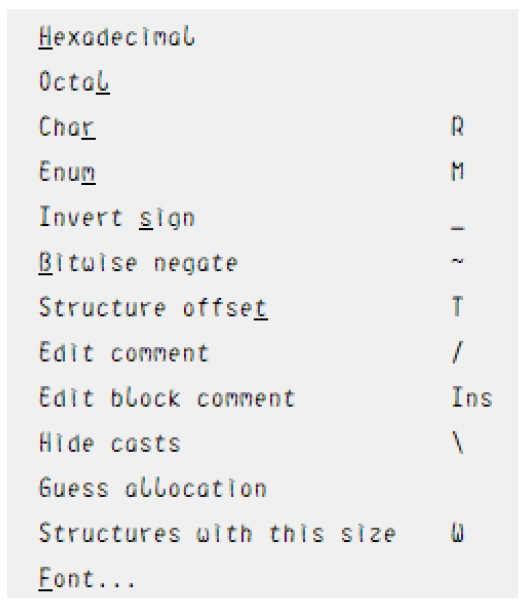 Hexadecimal
Octal
Char R
Enum M
Invert sign _
Bitwise negate ~
Structure offset T
Edit comment /
Edit block comment Ins
Hide casts \
Guess allocation
Structures with this size W
Font...